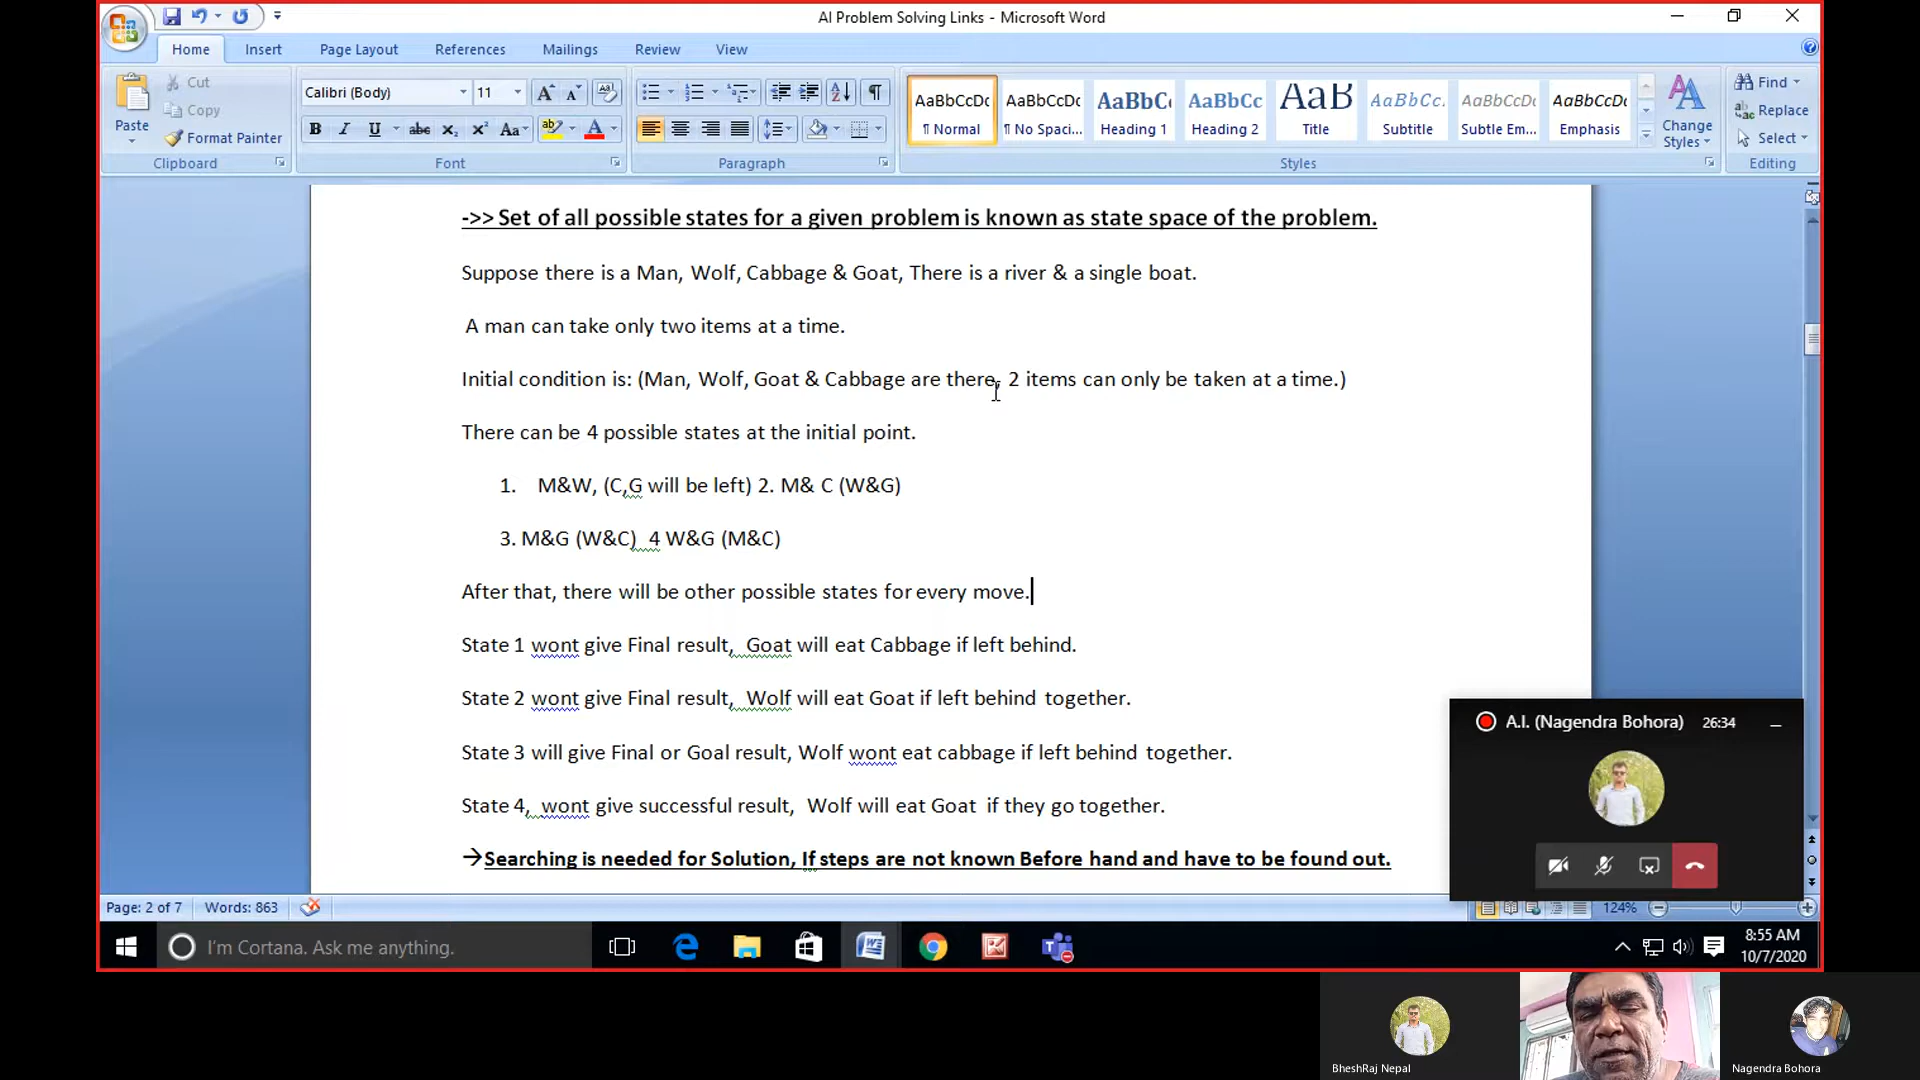 AI Problem Solving Links - Microsoft Word
Home Insert Page Layout References Mailings Review View
Paste
Cut
Copy
Format Painter
Clipboard
Calibri (Body) 11
Font
Paragraph
AaBbCcDc AaBbCcDc AaBbC AaBbCc AaB AaBbCc. AaBbCcDc AaBbCcDc
¶ Normal ¶ No Spaci... Heading 1 Heading 2 Title Subtitle Subtle Em... Emphasis
Change
Styles
Styles
Find
Replace
Select
Editing
->> Set of all possible states for a given problem is known as state space of the problem.
Suppose there is a Man, Wolf, Cabbage & Goat, There is a river & a single boat.
A man can take only two items at a time.
Initial condition is: (Man, Wolf, Goat & Cabbage are there, 2 items can only be taken at a time.)
There can be 4 possible states at the initial point.
1. M&W, (C,G will be left) 2. M& C (W&G)
3. M&G (W&C) 4 W&G (M&C)
After that, there will be other possible states for every move.
State 1 wont give Final result, Goat will eat Cabbage if left behind.
State 2 wont give Final result, Wolf will eat Goat if left behind together.
State 3 will give Final or Goal result, Wolf wont eat cabbage if left behind together.
State 4, wont give successful result, Wolf will eat Goat if they go together.
→Searching is needed for Solution, If steps are not known Before hand and have to be found out.
A.I. (Nagendra Bohora) 26:34
Page: 2 of 7 Words: 863
124%
I'm Cortana. Ask me anything.
8:55 AM
10/7/2020
BheshRaj Nepal
Nagendra Bohora